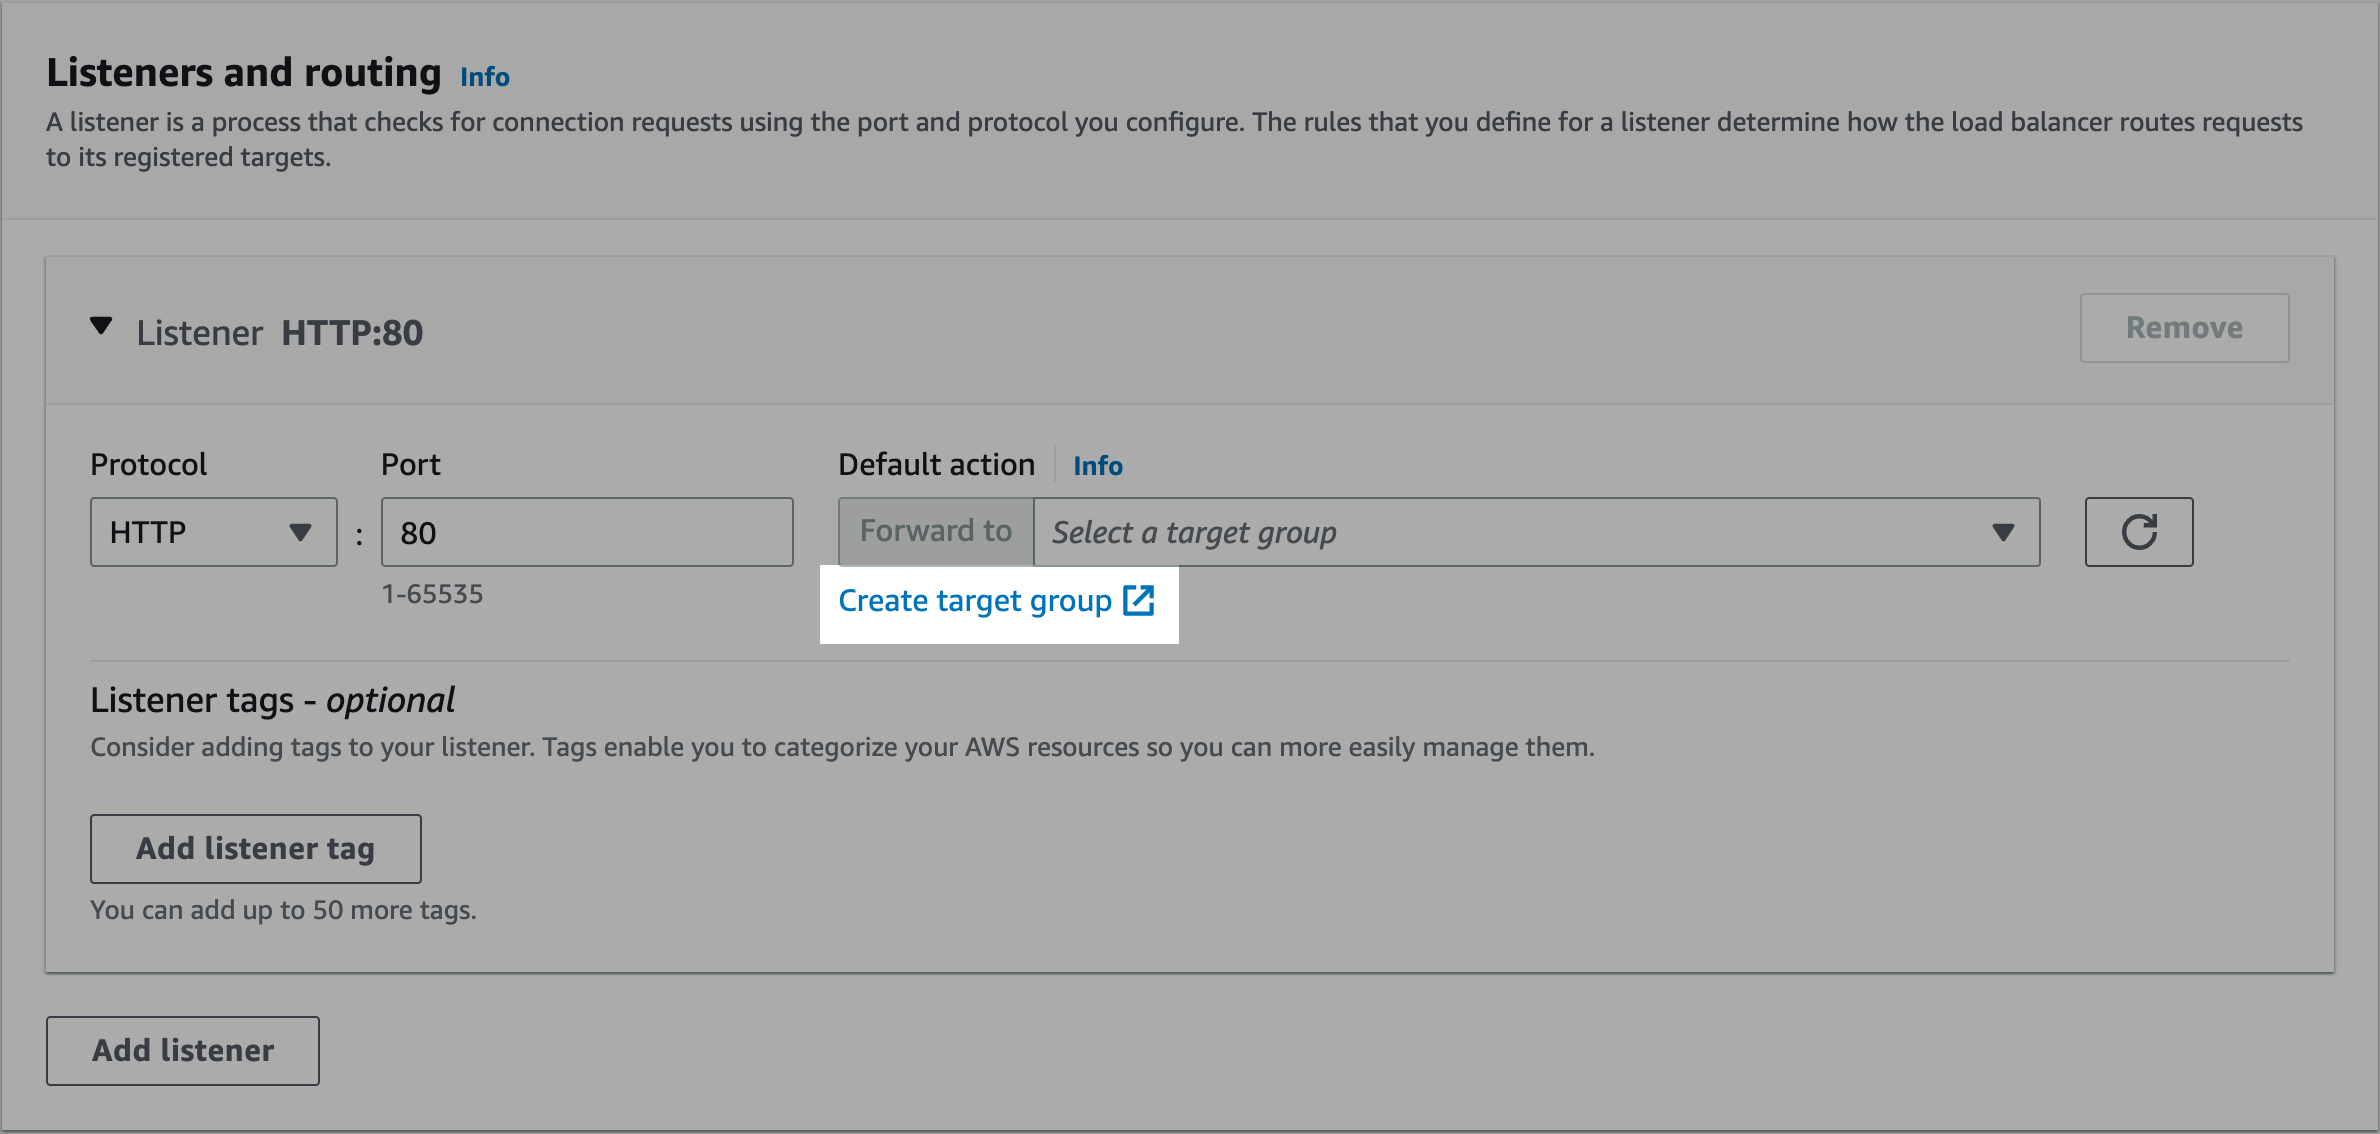 Listeners and routing Info
A listener is a process that checks for connection requests using the port and protocol you configure. The rules that you define for a listener determine how the load balancer routes requests
to its registered targets.
Listener HTTP:80
Remove
Protocol
Port
Default action
Info
HTTP
:
80
Forward to
Select a target group
1-65535
Create target group
Listener tags - optional
Consider adding tags to your listener. Tags enable you to categorize your AWS resources so you can more easily manage them.
Add listener tag
You can add up to 50 more tags.
Add listener